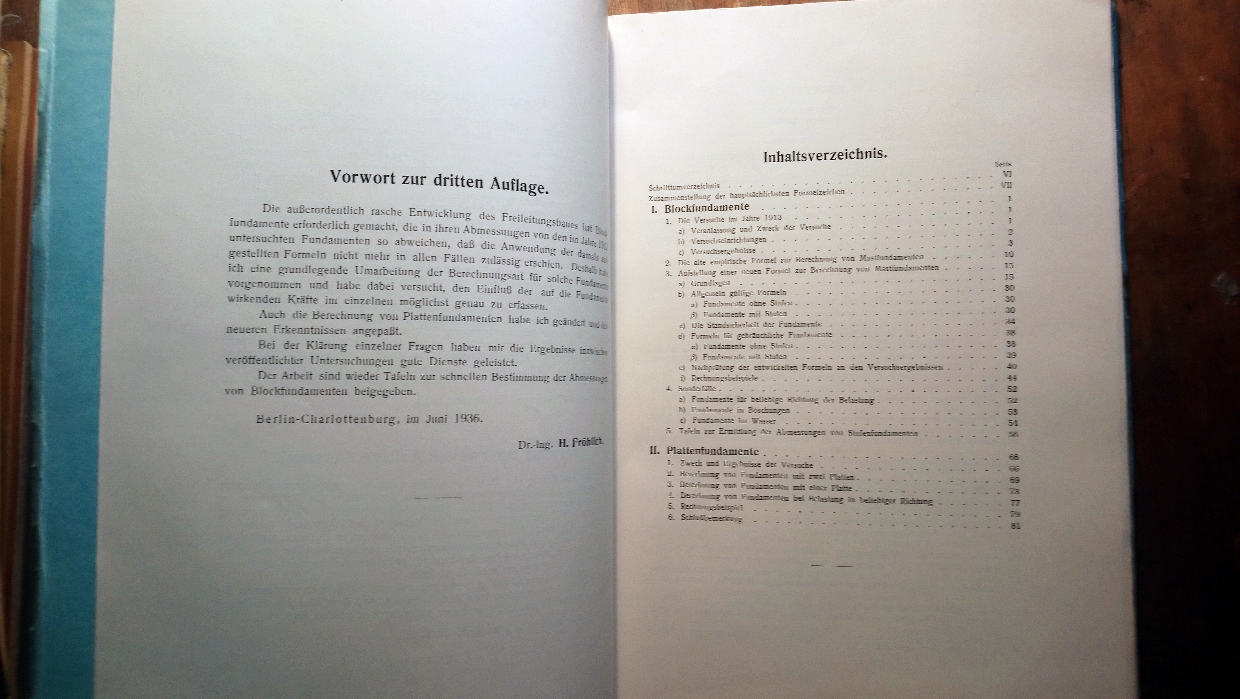 Vorwort zur dritten Auflage.
Die außerordentlich rasche Entwicklung des Freileitungsbaues hat
fundamente erforderlich gemacht, die in ihren Abmessungen von den im Jahre
untersuchten Fundamenten so abweichen, daß die Anwendung der damals
gestellten Formeln nicht mehr in allen Fällen zulässig erschien. Deshalb
ich eine grundlegende Umarbeitung der Berechnungsart für solche
vorgenommen und habe dabei versucht, den Einfluß der auf die
wirkenden Kräfte im einzelnen möglichst genau zu erfassen.
Auch die Berechnung von Plattenfundamenten habe ich geändert und
neueren Erkenntnissen angepaßt.
Bei der Klärung einzelner Fragen haben mir die Ergebnisse
veröffentlichter Untersuchungen gute Dienste geleistet.
Der Arbeit sind wieder Tafeln zur schnellen Bestimmung der
von Blockfundamenten beigegeben.
Berlin-Charlottenburg, im Juni 1936.
Dr.-Ing. H. Fröhlich.
Inhaltsverzeichnis.
Seite
Schrifttumverzeichnis VI
Zusammenstellung der hauptsächlichsten Formelzeichen VII
I. Blockfundamente 1
1. Die Versuche im Jahre 1913 1
a) Veranlassung und Zweck der Versuche 1
b) Versuchseinrichtungen 2
c) Versuchsergebnisse 3
2. Die alte empirische Formel zur Berechnung von Mastfundamenten 10
3. Aufstellung einer neuen Formel zur Berechnung von Mastfundamenten 15
a) Grundlagen 15
b) Allgemein gültige Formeln 30
α) Fundamente ohne Stufen 30
β) Fundamente mit Stufen 30
c) Die Standsicherheit der Fundamente 34
d) Formeln für gebräuchliche Fundamente 38
α) Fundamente ohne Stufen 38
β) Fundamente mit Stufen 39
e) Nachprüfung der entwickelten Formeln an den Versuchsergebnissen 40
f) Rechnungsbeispiele 44
4. Sonderfälle 52
a) Fundamente für beliebige Richtung der Belastung 52
b) Fundamente in Böschungen 53
c) Fundamente im Wasser 54
5. Tafeln zur Ermittlung der Abmessungen von Stufenfundamenten 56
II. Plattenfundamente 66
1. Zweck und Ergebnisse der Versuche 66
2. Berechnung von Fundamenten mit zwei Platten 69
3. Berechnung von Fundamenten mit einer Platte
4. Berechnung von Fundamenten bei Belastung in beliebiger Richtung 77
5. Rechnungsbeispiel 79
6. Schlußbemerkung 81